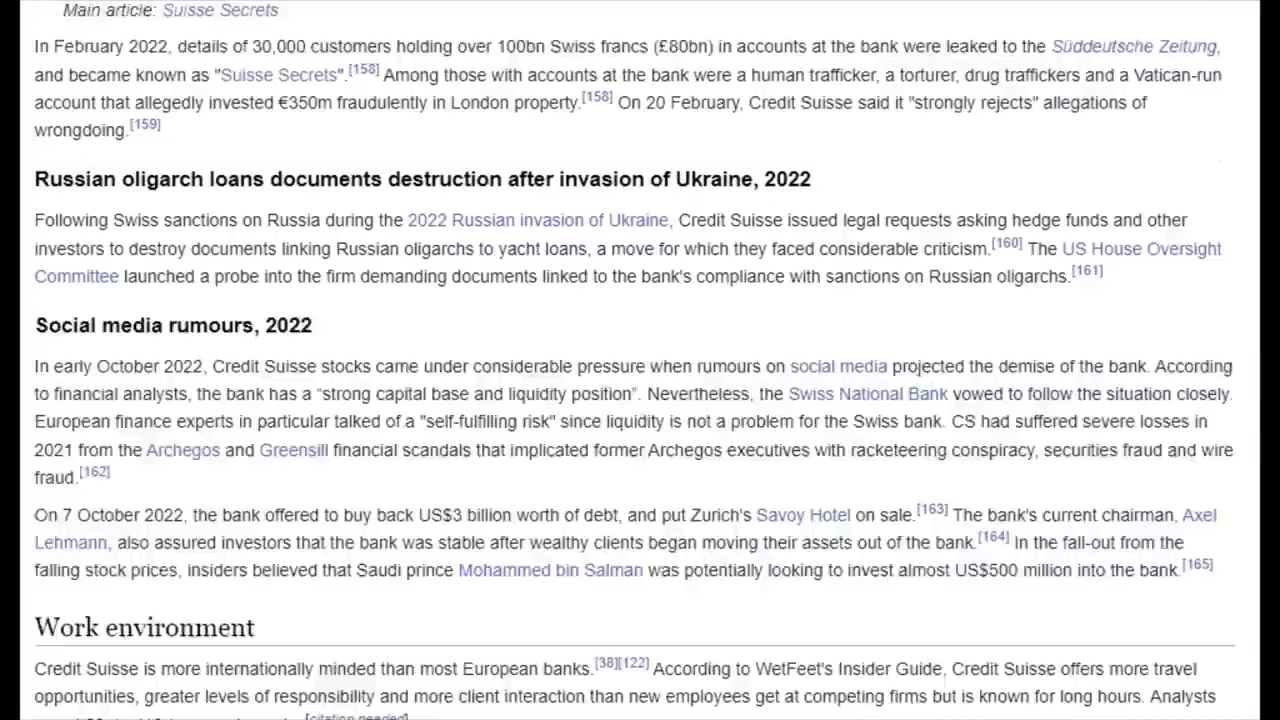 Main article: Suisse Secrets
In February 2022, details of 30,000 customers holding over 100bn Swiss francs (£80bn) in accounts at the bank were leaked to the Süddeutsche Zeitung,
and became known as "Suisse Secrets".[158] Among those with accounts at the bank were a human trafficker, a torturer, drug traffickers and a Vatican-run
account that allegedly invested €350m fraudulently in London property.[158] On 20 February, Credit Suisse said it "strongly rejects" allegations of
wrongdoing.[159]
Russian oligarch loans documents destruction after invasion of Ukraine, 2022
Following Swiss sanctions on Russia during the 2022 Russian invasion of Ukraine, Credit Suisse issued legal requests asking hedge funds and other
investors to destroy documents linking Russian oligarchs to yacht loans, a move for which they faced considerable criticism.[160] The US House Oversight
Committee launched a probe into the firm demanding documents linked to the bank's compliance with sanctions on Russian oligarchs.[161]
Social media rumours, 2022
In early October 2022, Credit Suisse stocks came under considerable pressure when rumours on social media projected the demise of the bank. According
to financial analysts, the bank has a “strong capital base and liquidity position”. Nevertheless, the Swiss National Bank vowed to follow the situation closely.
European finance experts in particular talked of a "self-fulfilling risk" since liquidity is not a problem for the Swiss bank. CS had suffered severe losses in
2021 from the Archegos and Greensill financial scandals that implicated former Archegos executives with racketeering conspiracy, securities fraud and wire
fraud.[162]
On 7 October 2022, the bank offered to buy back US$3 billion worth of debt, and put Zurich's Savoy Hotel on sale.[163] The bank's current chairman, Axel
Lehmann, also assured investors that the bank was stable after wealthy clients began moving their assets out of the bank.[164] In the fall-out from the
falling stock prices, insiders believed that Saudi prince Mohammed bin Salman was potentially looking to invest almost US$500 million into the bank.[165]
Work environment
Credit Suisse is more internationally minded than most European banks.[38][122] According to WetFeet's Insider Guide, Credit Suisse offers more travel
opportunities, greater levels of responsibility and more client interaction than new employees get at competing firms but is known for long hours. Analysts
[citation needed]